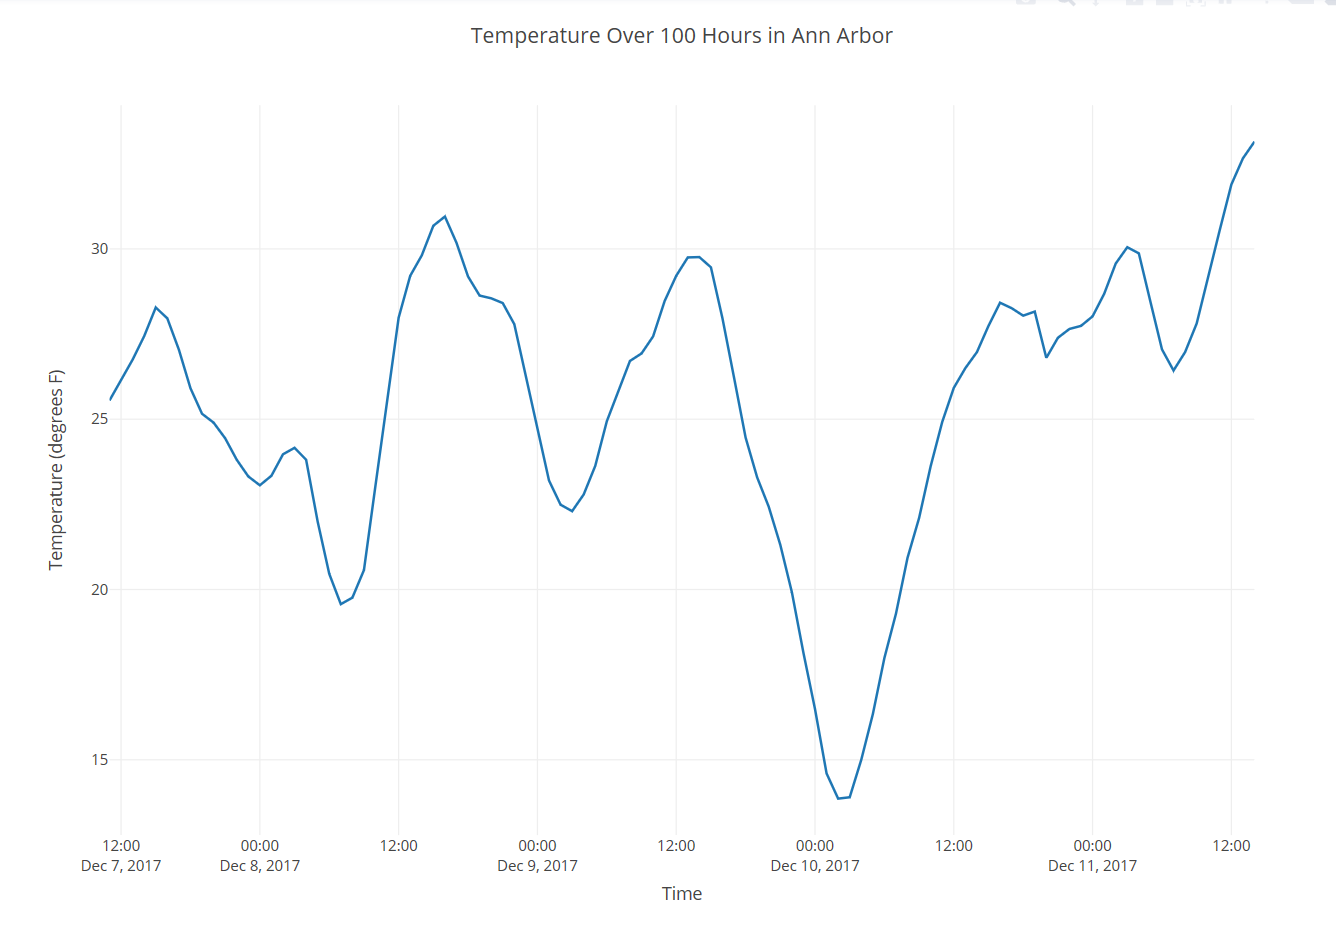 Temperature Over 100 Hours in Ann Arbor
30
25
20
15
Temperature (degrees F)
12:00 00:00 12:00 00:00 12:00 00:00 12:00 00:00 12:00
Dec 7, 2017 Dec 8, 2017 Dec 9, 2017 Dec 10, 2017 Dec 11, 2017
Time